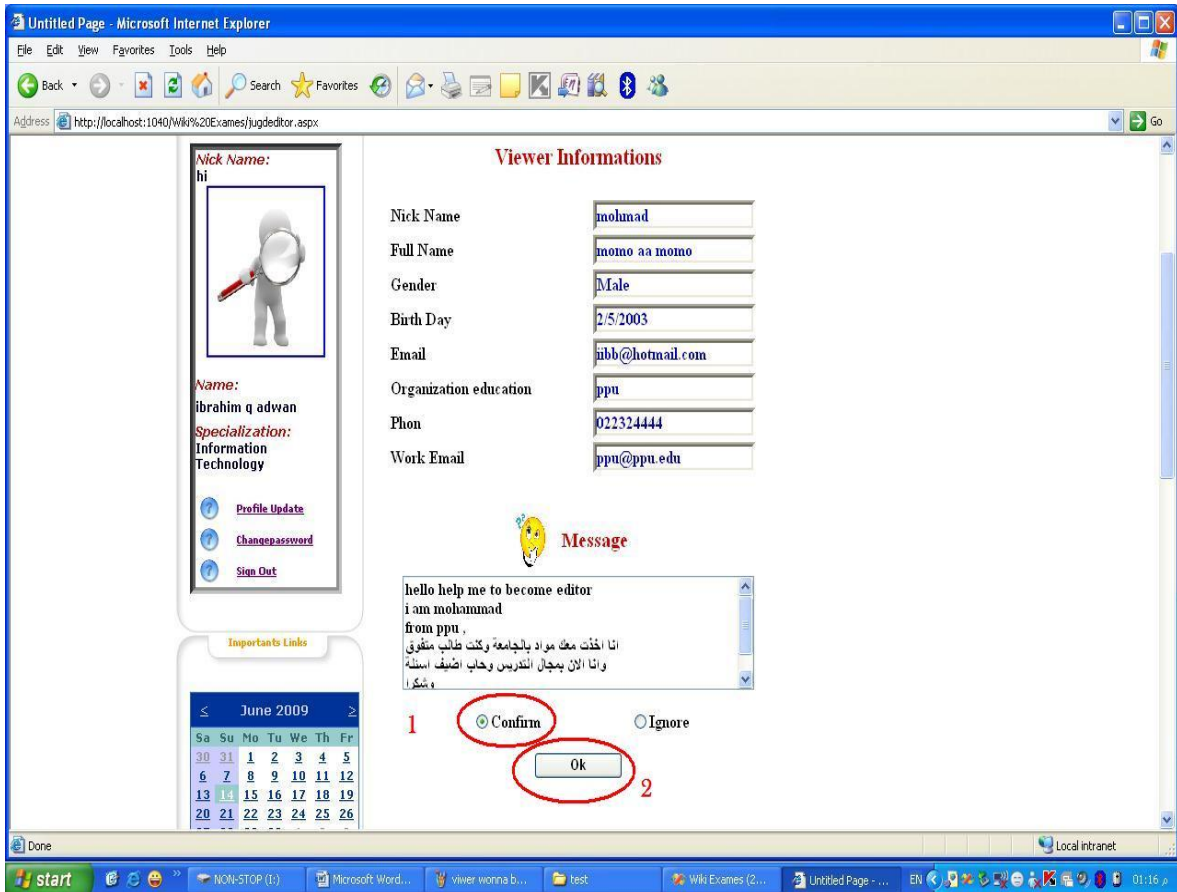 Untitled Page - Microsoft Internet Explorer
File Edit View Favorites Tools Help
Back Search Favorites
Address http://localhost:1040/Wiki%20Exames/jugdeditor.aspx Go
Nick Name:
hi
Name:
ibrahim q adwan
Specialization:
Information
Technology
Profile Update
Changepassword
Sign Out
Importants Links
< June 2009 >
Sa Su Mo Tu We Th Fr
30 31 1 2 3 4 5
6 7 8 9 10 11 12
13 14 15 16 17 18 19
20 21 22 23 24 25 26
Viewer Informations
Nick Name mohmad
Full Name momo aa momo
Gender Male
Birth Day 2/5/2003
Email iibb@hotmail.com
Organization education ppu
Phon 022324444
Work Email ppu@ppu.edu
Message
hello help me to become editor
i am mohammad
from ppu ,
انا اخذت معك مواد بالجامعة وكنت طالب متفوق
وانا الان بمجال التدريس وحاب اضيف اسئلة
وشكرا
1 Confirm Ignore
Ok 2
Done Local intranet
start NON-STOP (I:) Microsoft Word... viwer wonna b... test Wiki Exames (2... Untitled Page - ... EN 01:16 م